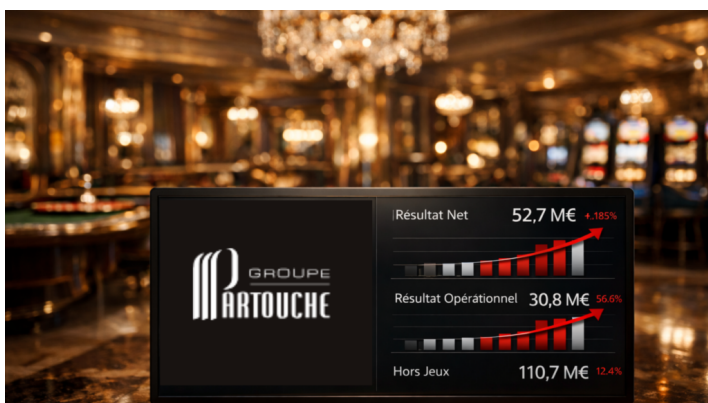 GROUPE
PARTOUCHE
Résultat Net 52,7 M€ +.185%
Résultat Opérationnel 30,8 M€ 56.6%
Hors Jeux 110,7 M€ 12.4%